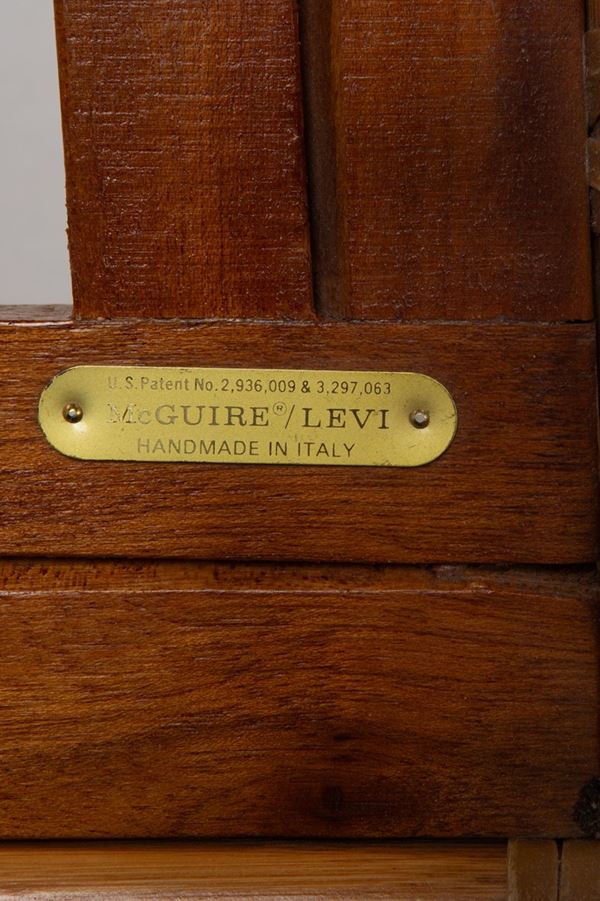 U.S. Patent No. 2,936,009 & 3,297,063
McGUIRE®/LEVI
HANDMADE IN ITALY